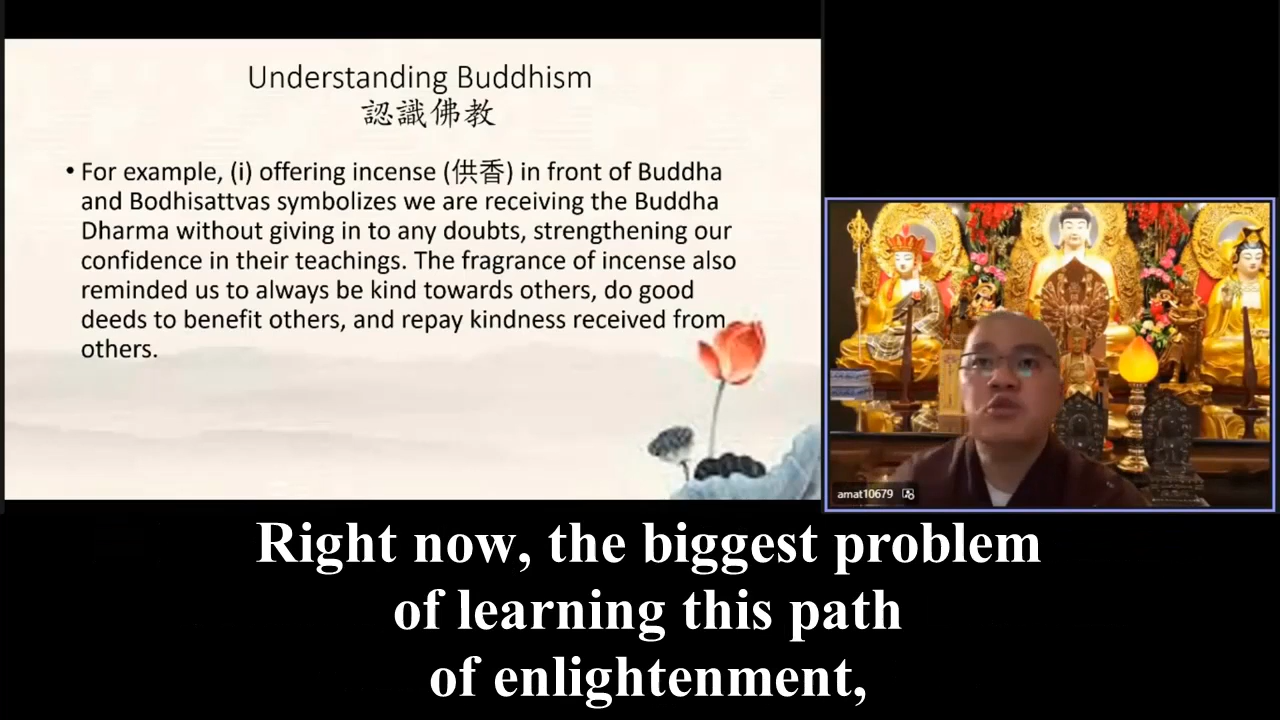 Understanding Buddhism
認識佛教
• For example, (i) offering incense (供香) in front of Buddha
and Bodhisattvas symbolizes we are receiving the Buddha
Dharma without giving in to any doubts, strengthening our
confidence in their teachings. The fragrance of incense also
reminded us to always be kind towards others, do good
deeds to benefit others, and repay kindness received from
others.
amat10679
Right now, the biggest problem
of learning this path
of enlightenment,